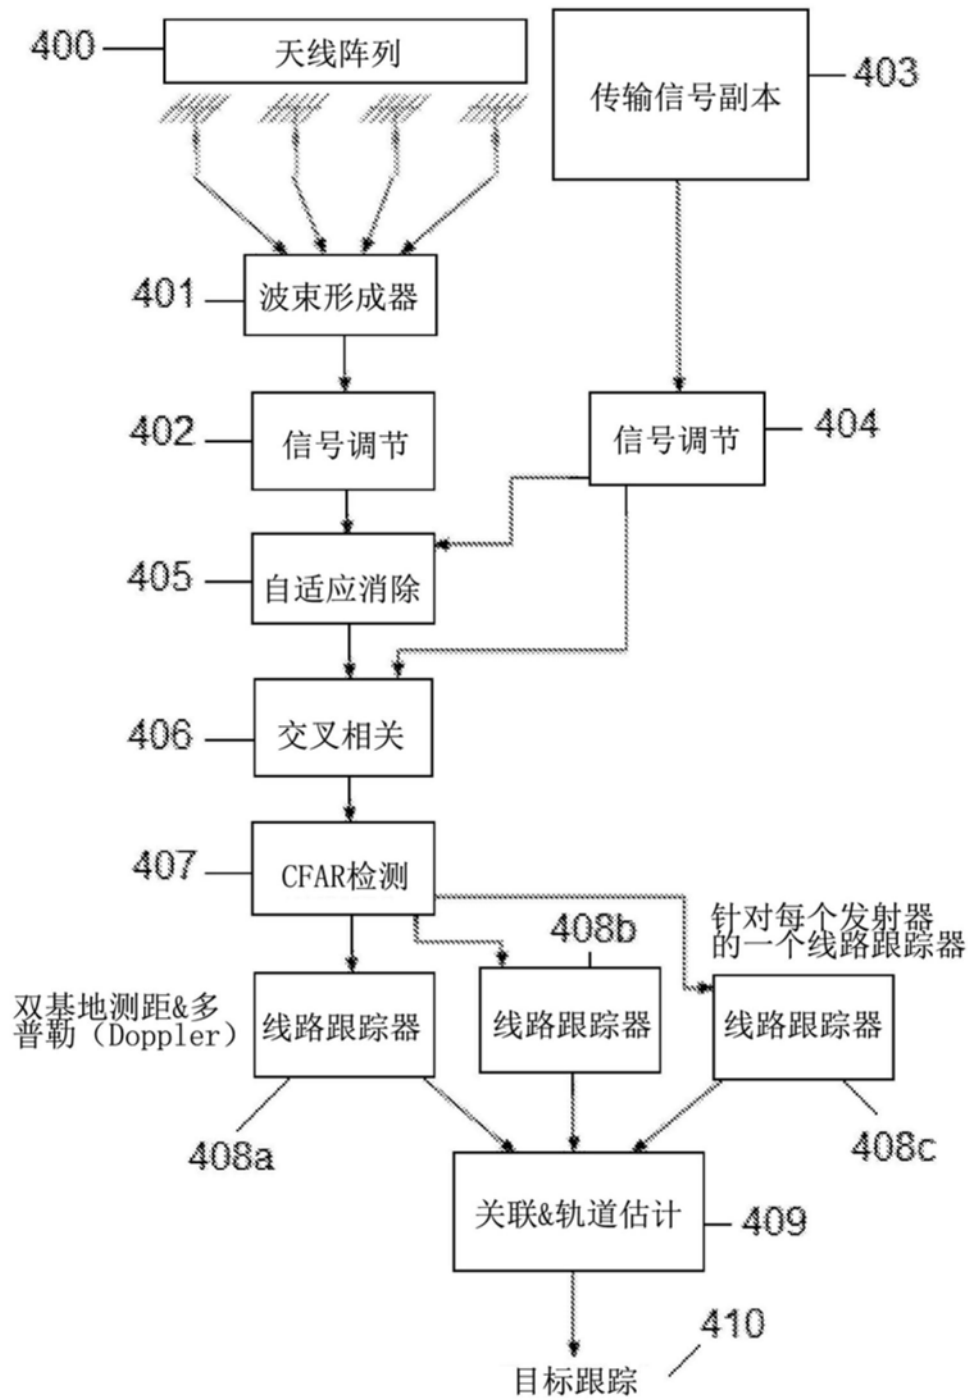 400
天线阵列
传输信号副本
403
401
波束形成器
402
信号调节
信号调节
404
405
自适应消除
406
交叉相关
407
CFAR检测
408b
针对每个发射器
的一个线路跟踪器
双基地测距&多
普勒（Doppler）
线路跟踪器
线路跟踪器
线路跟踪器
408a
408c
关联&轨道估计
409
410
目标跟踪